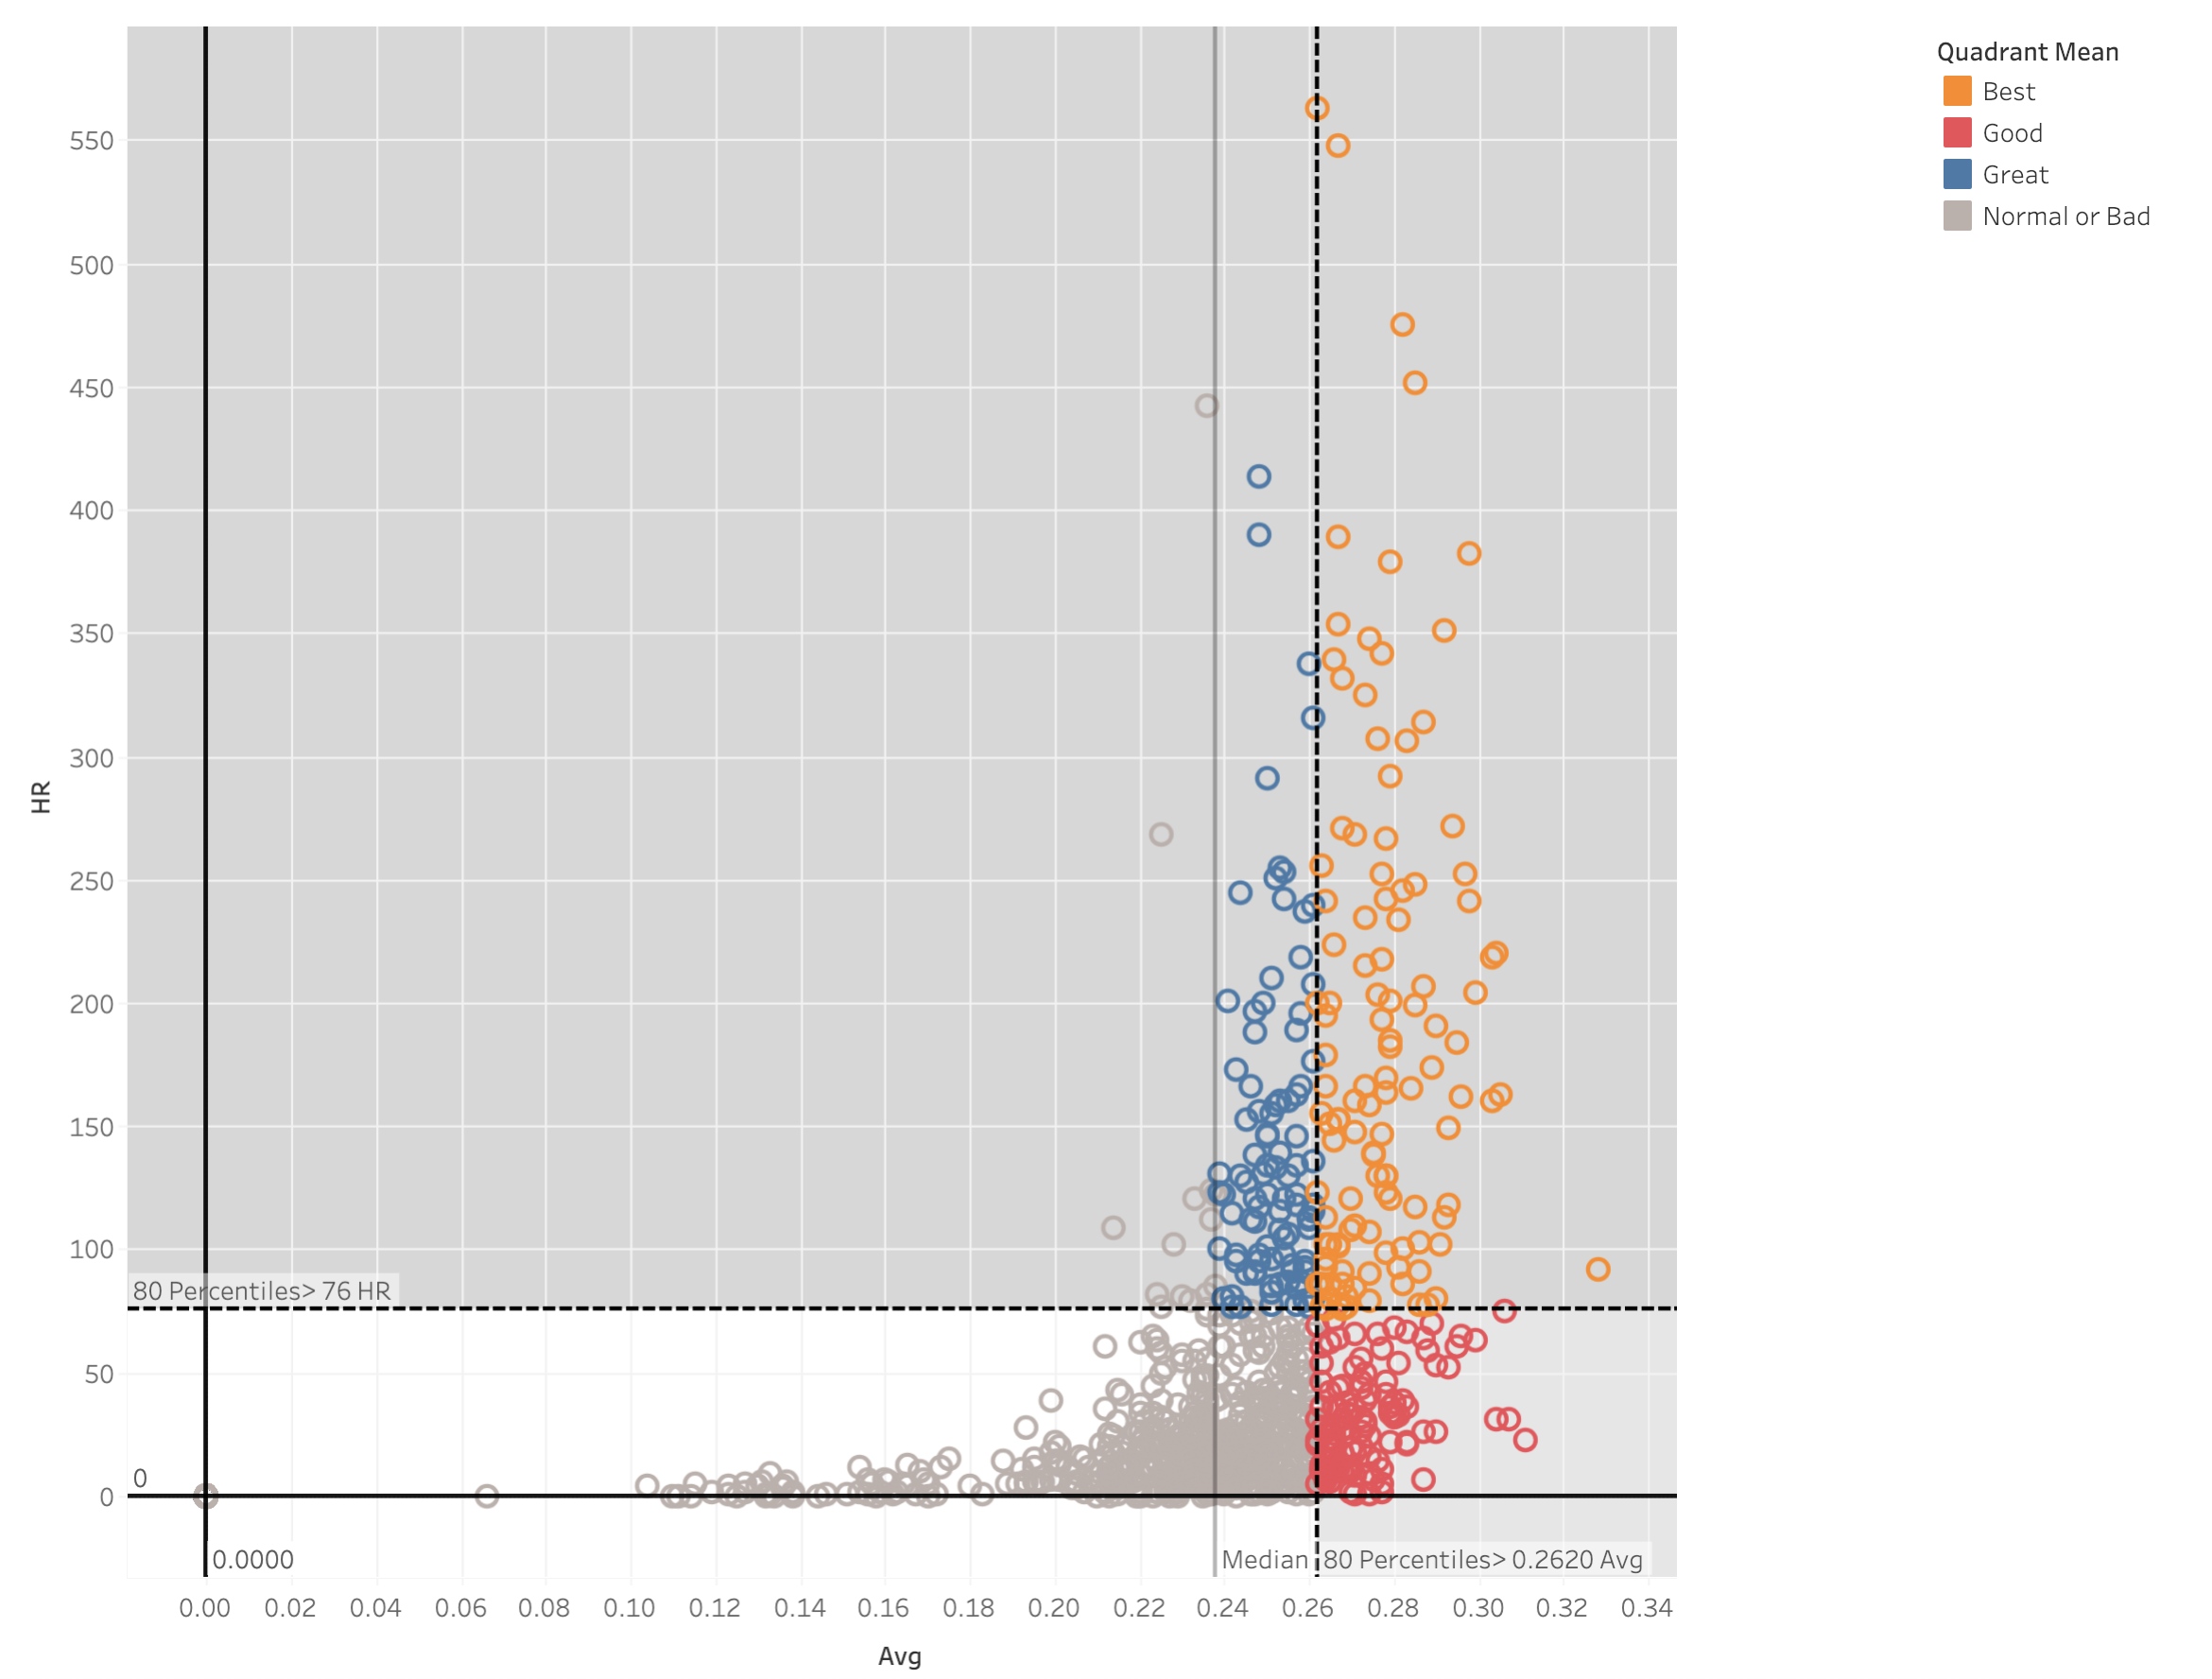 Quadrant Mean
Best
Good
Great
Normal or Bad
550
500
450
400
350
300
250
200
150
100
50
0
HR
80 Percentiles> 76 HR
0
0.0000
Median
80 Percentiles> 0.2620 Avg
0.00 0.02 0.04 0.06 0.08 0.10 0.12 0.14 0.16 0.18 0.20 0.22 0.24 0.26 0.28 0.30 0.32 0.34
Avg